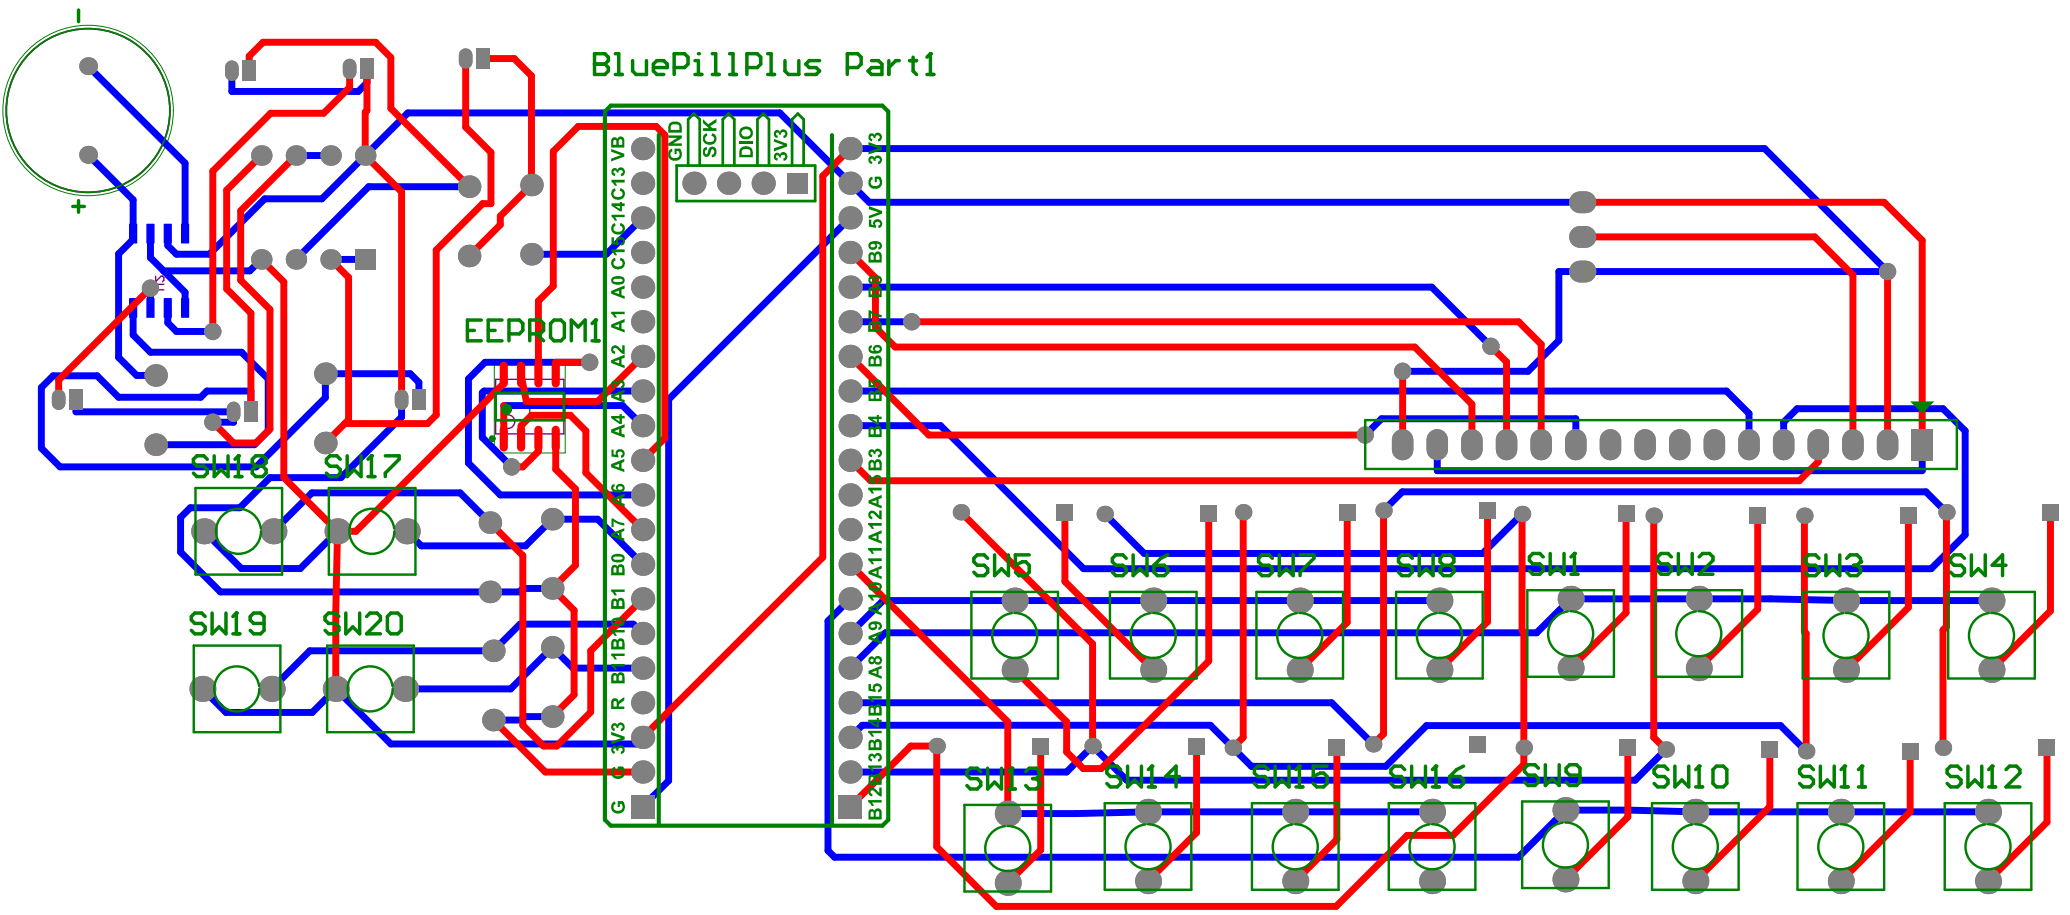 BluePillPlus Part1
GND
SCK
DIO
3V3
VB
C13
C14
C15
A0
A1
A2
A3
A4
A5
A6
A7
B0
B1
B10
B11
R
3V3
G
G
3V3
G
5V
B9
B8
B7
B6
B5
B4
B3
A15
A12
A11
A10
A9
A8
B15
B14
B13
B12
EEPROM1
SW18
SW17
SW19
SW20
SW5
SW6
SW7
SW8
SW1
SW2
SW3
SW4
SW13
SW14
SW15
SW16
SW9
SW10
SW11
SW12
−
+